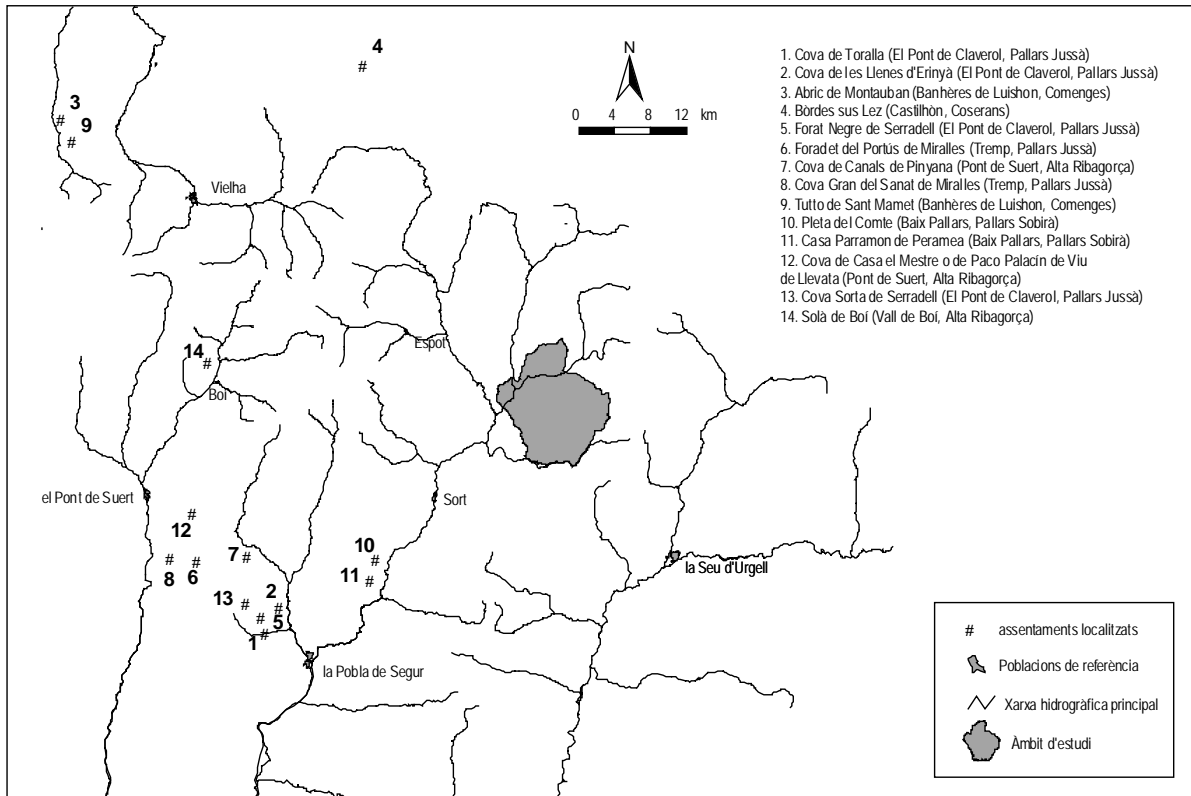 4
N
0 4 8 12 km
3
9
Vielha
14
Espot
Boí
el Pont de Suert
Sort
12
8
6
7
10
11
la Seu d'Urgell
13
2
5
1
la Pobla de Segur
1. Cova de Toralla (El Pont de Claverol, Pallars Jussà)
2. Cova de les Llenes d'Erinyà (El Pont de Claverol, Pallars Jussà)
3. Abric de Montauban (Banhères de Luishon, Comenges)
4. Bòrdes sus Lez (Castilhòn, Coserans)
5. Forat Negre de Serradell (El Pont de Claverol, Pallars Jussà)
6. Foradet del Portús de Miralles (Tremp, Pallars Jussà)
7. Cova de Canals de Pinyana (Pont de Suert, Alta Ribagorça)
8. Cova Gran del Sanat de Miralles (Tremp, Pallars Jussà)
9. Tutto de Sant Mamet (Banhères de Luishon, Comenges)
10. Pleta del Comte (Baix Pallars, Pallars Sobirà)
11. Casa Parramon de Peramea (Baix Pallars, Pallars Sobirà)
12. Cova de Casa el Mestre o de Paco Palacín de Viu
de Llevata (Pont de Suert, Alta Ribagorça)
13. Cova Sorta de Serradell (El Pont de Claverol, Pallars Jussà)
14. Solà de Boí (Vall de Boí, Alta Ribagorça)
# assentaments localitzats
Poblacions de referència
Xarxa hidrogràfica principal
Àmbit d'estudi